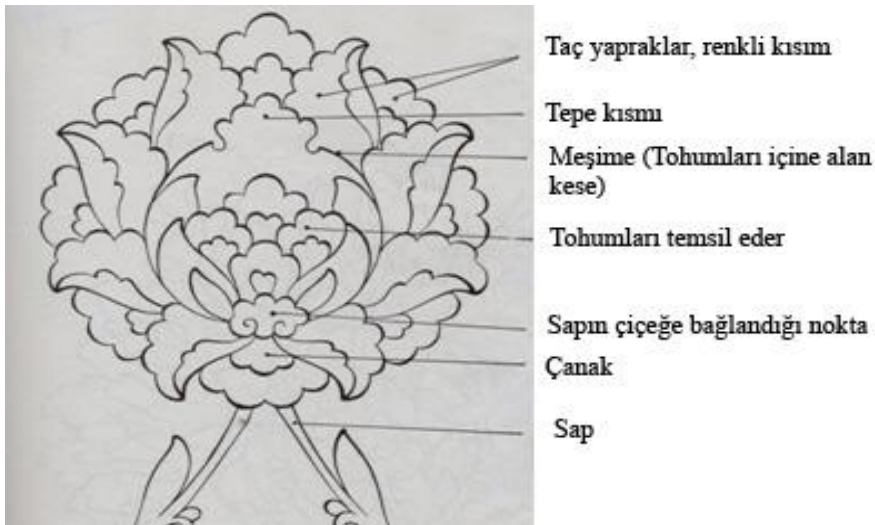 Taç yapraklar, renkli kısım
Tepe kısmı
Meşime (Tohumları içine alan
kese)
Tohumları temsil eder
Sapın çiçeğe bağlandığı nokta
Çanak
Sap